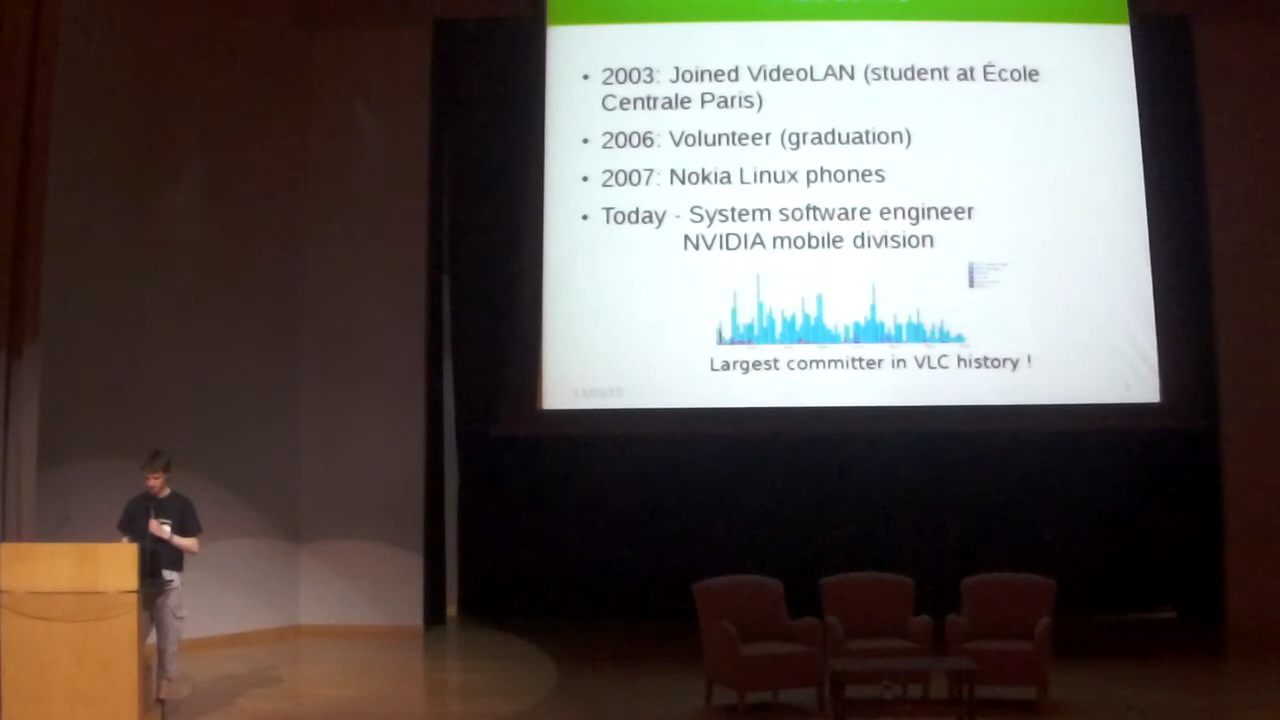 • 2003: Joined VideoLAN (student at École
Centrale Paris)
• 2006: Volunteer (graduation)
• 2007: Nokia Linux phones
• Today - System software engineer
NVIDIA mobile division
Largest committer in VLC history !